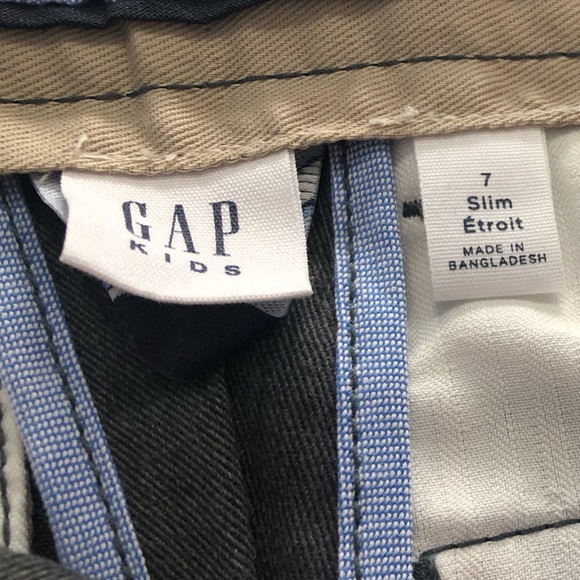 GAP
KIDS
7
Slim
Étroit
MADE IN
BANGLADESH